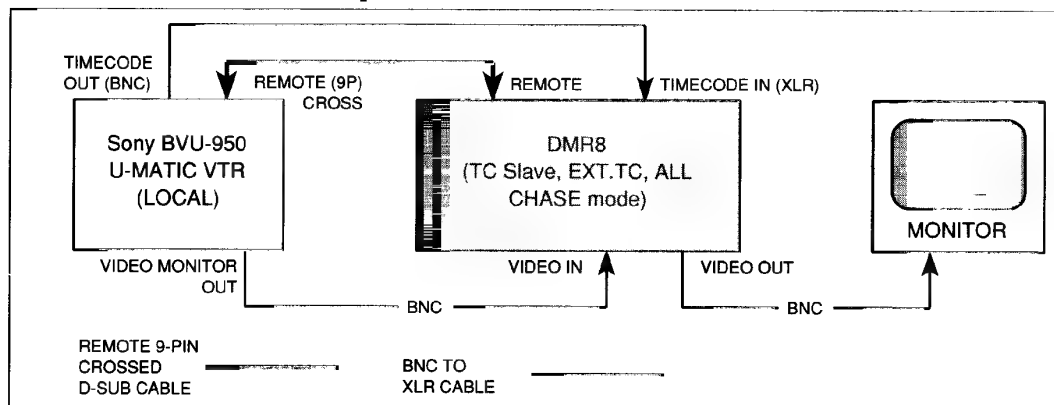 TIMECODE
OUT (BNC)
REMOTE (9P)
CROSS
REMOTE
TIMECODE IN (XLR)
Sony BVU-950
U-MATIC VTR
(LOCAL)
DMR8
(TC Slave, EXT.TC, ALL
CHASE mode)
MONITOR
VIDEO MONITOR
OUT
VIDEO IN
VIDEO OUT
BNC
BNC
REMOTE 9-PIN
CROSSED
D-SUB CABLE
BNC TO
XLR CABLE